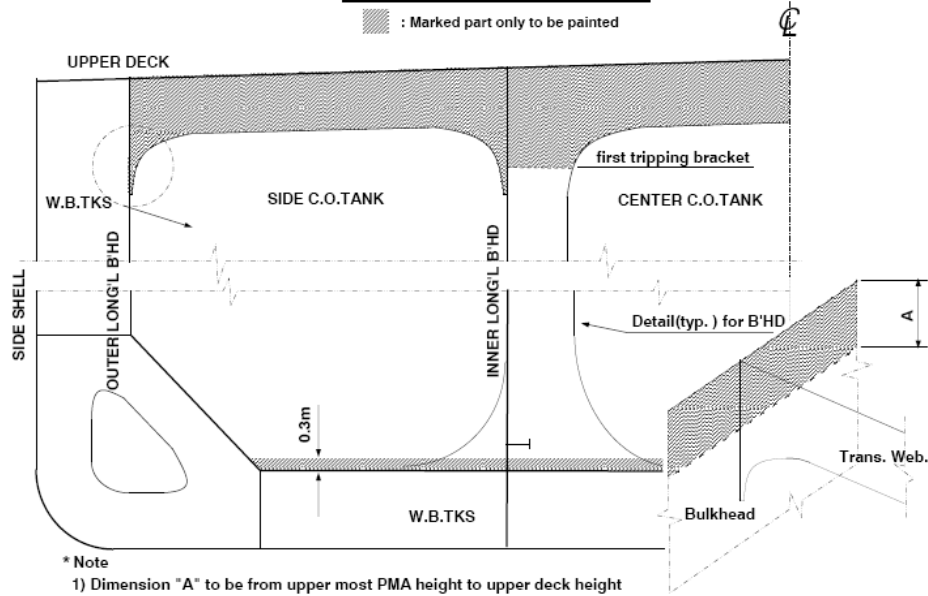 : Marked part only to be painted
CL
UPPER DECK
first tripping bracket
W.B.TKS
SIDE C.O.TANK
CENTER C.O.TANK
SIDE SHELL
OUTER LONG'L B'HD
INNER LONG'L B'HD
Detail(typ. ) for B'HD
A
0.3m
Trans. Web.
Bulkhead
W.B.TKS
* Note
1) Dimension "A" to be from upper most PMA height to upper deck height